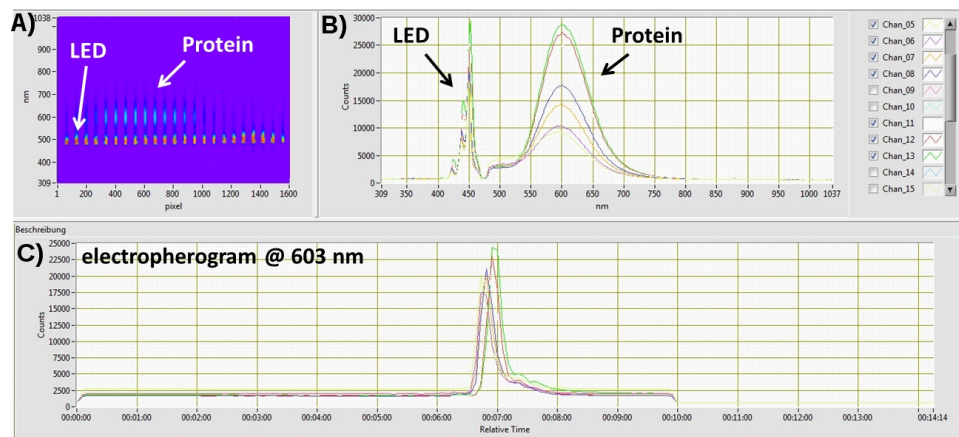 A)
LED
Protein
1038
900
800
700
600
500
400
309
nm
1 200 400 600 800 1000 1200 1400 1600
pixel
B)
LED
Protein
30000
25000
20000
15000
10000
5000
0
Counts
309 350 400 450 500 550 600 650 700 750 800 850 900 950 1000 1037
nm
Chan_05
Chan_06
Chan_07
Chan_08
Chan_09
Chan_10
Chan_11
Chan_12
Chan_13
Chan_14
Chan_15
Beschreibung
C) electropherogram @ 603 nm
25000
22500
20000
17500
15000
12500
10000
7500
5000
2500
0
Counts
00:00:00 00:01:00 00:02:00 00:03:00 00:04:00 00:05:00 00:06:00 00:07:00 00:08:00 00:09:00 00:10:00 00:11:00 00:12:00 00:13:00 00:14:14
Relative Time